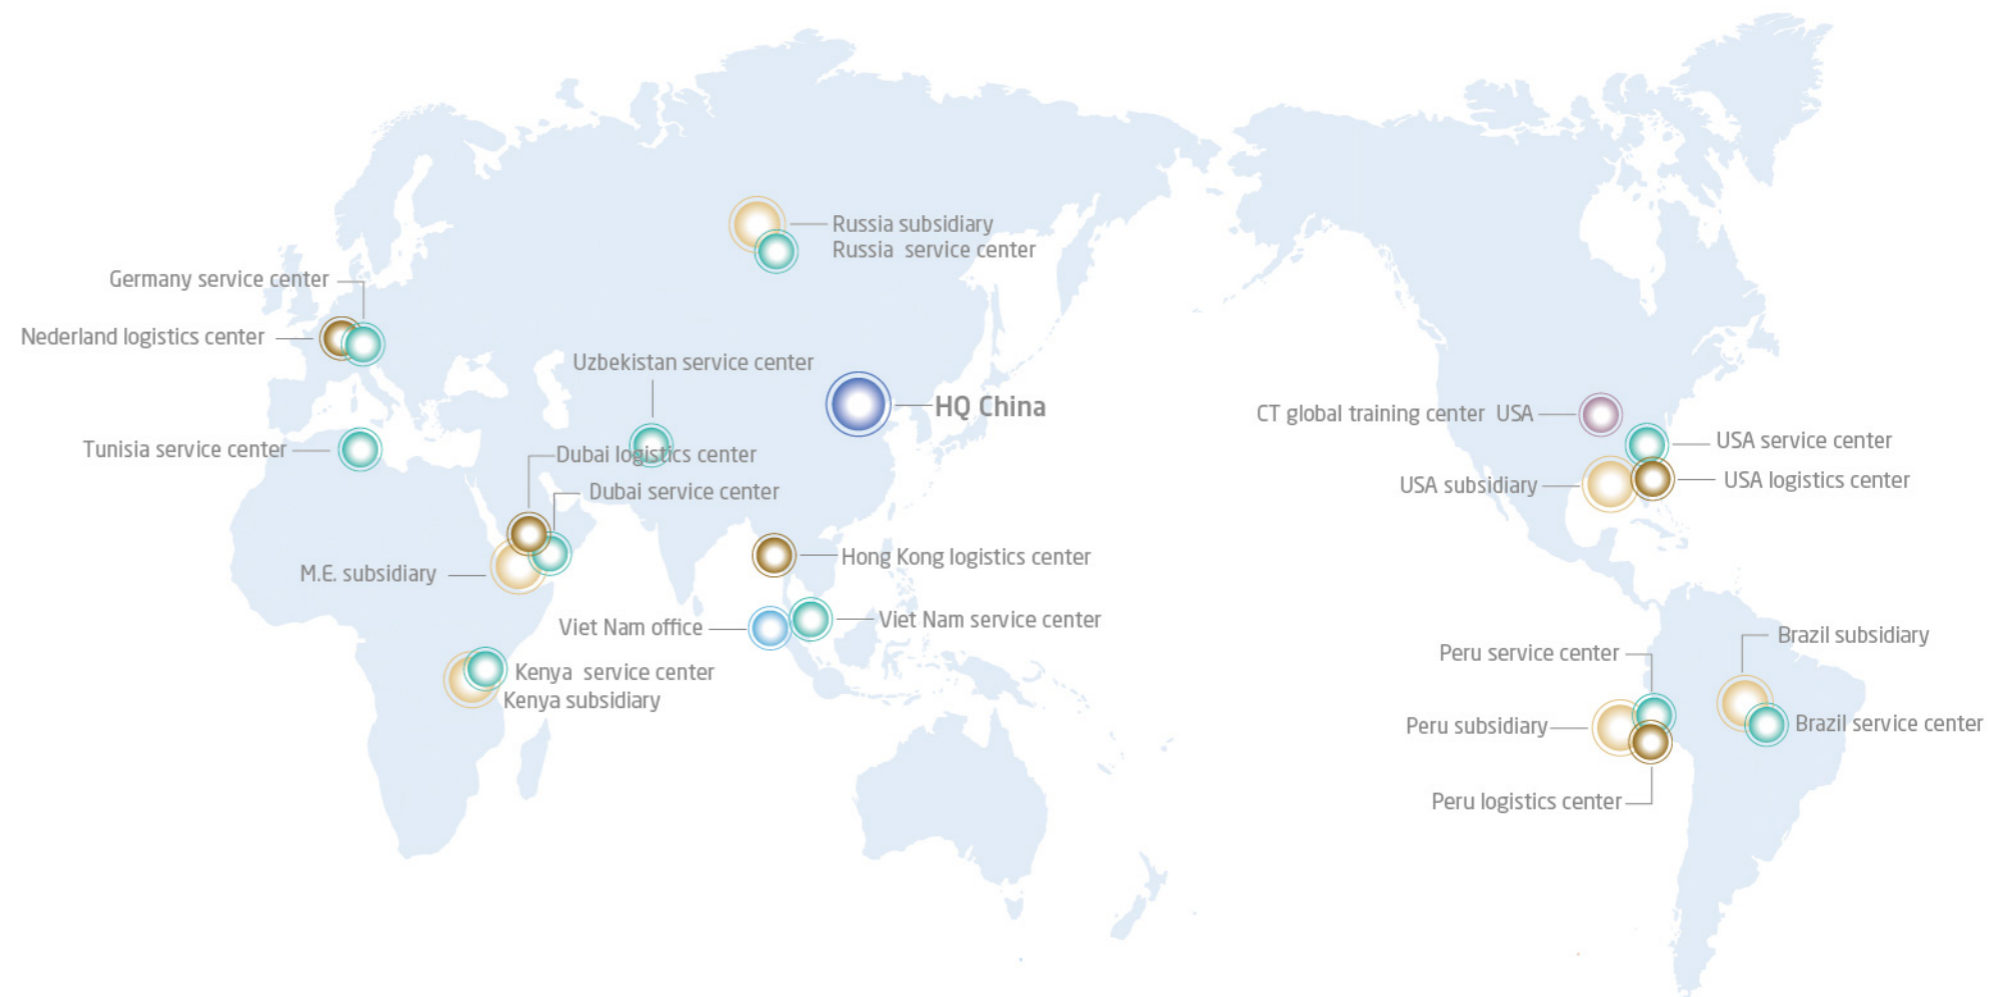 Russia subsidiary
Russia service center
Germany service center
Nederland logistics center
Uzbekistan service center
HQ China
CT global training center USA
USA service center
Tunisia service center
Dubai logistics center
USA subsidiary
USA logistics center
Dubai service center
Hong Kong logistics center
M.E. subsidiary
Viet Nam office
Viet Nam service center
Brazil subsidiary
Peru service center
Kenya service center
Kenya subsidiary
Peru subsidiary
Brazil service center
Peru logistics center